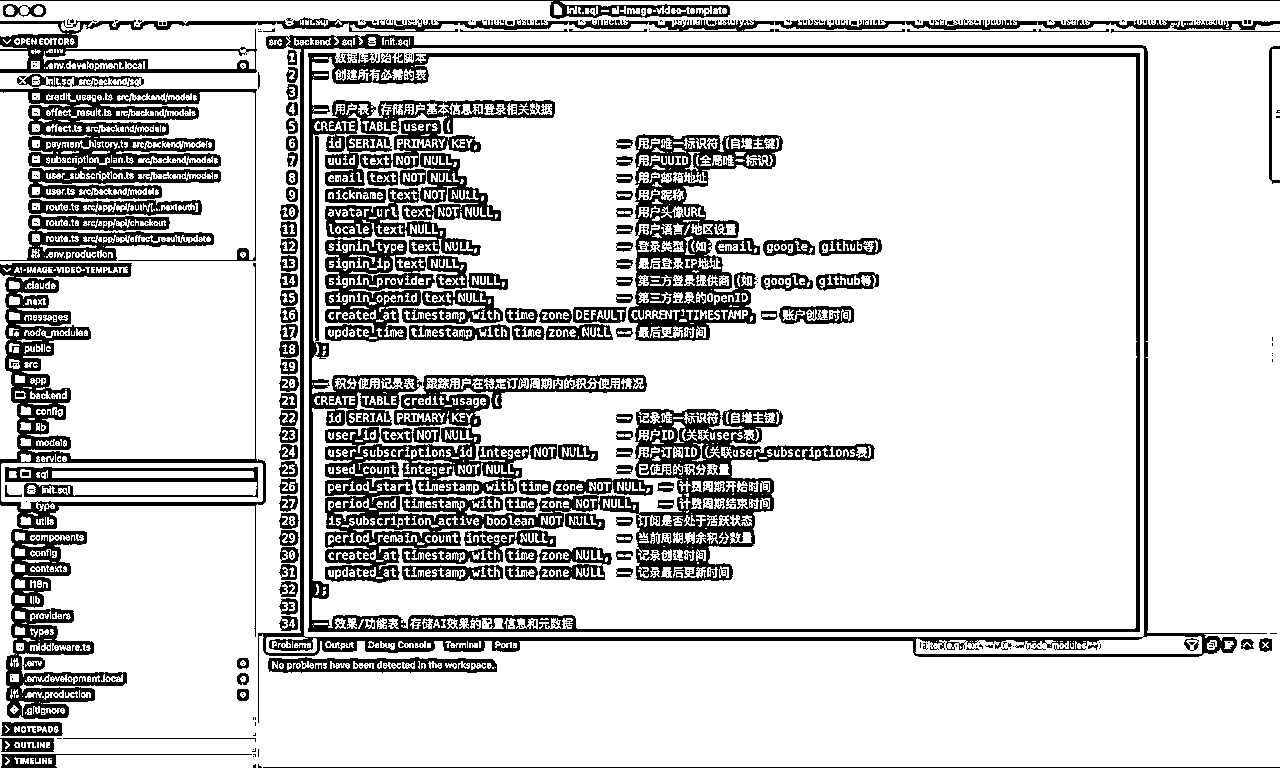 init.sql — ai-image-video-template
OPEN EDITORS
.env
.env.development.local
init.sql src/backend/sql
credit_usage.ts src/backend/models
effect_result.ts src/backend/models
effect.ts src/backend/models
payment_history.ts src/backend/models
subscription_plan.ts src/backend/models
user_subscription.ts src/backend/models
user.ts src/backend/models
route.ts src/app/api/auth/[...nextauth]
route.ts src/app/api/checkout
route.ts src/app/api/effect_result/update
.env.production
AI-IMAGE-VIDEO-TEMPLATE
.claude
.next
messages
node_modules
public
src
app
backend
config
lib
models
service
sql
init.sql
type
utils
components
config
contexts
i18n
lib
providers
types
middleware.ts
.env
.env.development.local
.env.production
.gitignore
NOTEPADS
OUTLINE
TIMELINE
init.sql credit_usage.ts effect_result.ts effect.ts payment_history.ts subscription_plan.ts user_subscription.ts user.ts route.ts
src > backend > sql > init.sql
1 -- 数据库初始化脚本
2 -- 创建所有必需的表
3
4 -- 用户表：存储用户基本信息和登录相关数据
5 CREATE TABLE users (
6 id SERIAL PRIMARY KEY, -- 用户唯一标识符（自增主键）
7 uuid text NOT NULL, -- 用户UUID（全局唯一标识）
8 email text NOT NULL, -- 用户邮箱地址
9 nickname text NOT NULL, -- 用户昵称
10 avatar_url text NOT NULL, -- 用户头像URL
11 locale text NULL, -- 用户语言/地区设置
12 signin_type text NULL, -- 登录类型（如：email, google, github等）
13 signin_ip text NULL, -- 最后登录IP地址
14 signin_provider text NULL, -- 第三方登录提供商（如：google, github等）
15 signin_openid text NULL, -- 第三方登录的OpenID
16 created_at timestamp with time zone DEFAULT CURRENT_TIMESTAMP, -- 账户创建时间
17 update_time timestamp with time zone NULL -- 最后更新时间
18 );
19
20 -- 积分使用记录表：跟踪用户在特定订阅周期内的积分使用情况
21 CREATE TABLE credit_usage (
22 id SERIAL PRIMARY KEY, -- 记录唯一标识符（自增主键）
23 user_id text NOT NULL, -- 用户ID（关联users表）
24 user_subscriptions_id integer NOT NULL, -- 用户订阅ID（关联user_subscriptions表）
25 used_count integer NOT NULL, -- 已使用的积分数量
26 period_start timestamp with time zone NOT NULL, -- 计费周期开始时间
27 period_end timestamp with time zone NOT NULL, -- 计费周期结束时间
28 is_subscription_active boolean NOT NULL, -- 订阅是否处于活跃状态
29 period_remain_count integer NULL, -- 当前周期剩余积分数量
30 created_at timestamp with time zone NULL, -- 记录创建时间
31 updated_at timestamp with time zone NULL -- 记录最后更新时间
32 );
33
34 -- 效果/功能表：存储AI效果的配置信息和元数据
Problems Output Debug Console Terminal Ports
No problems have been detected in the workspace.